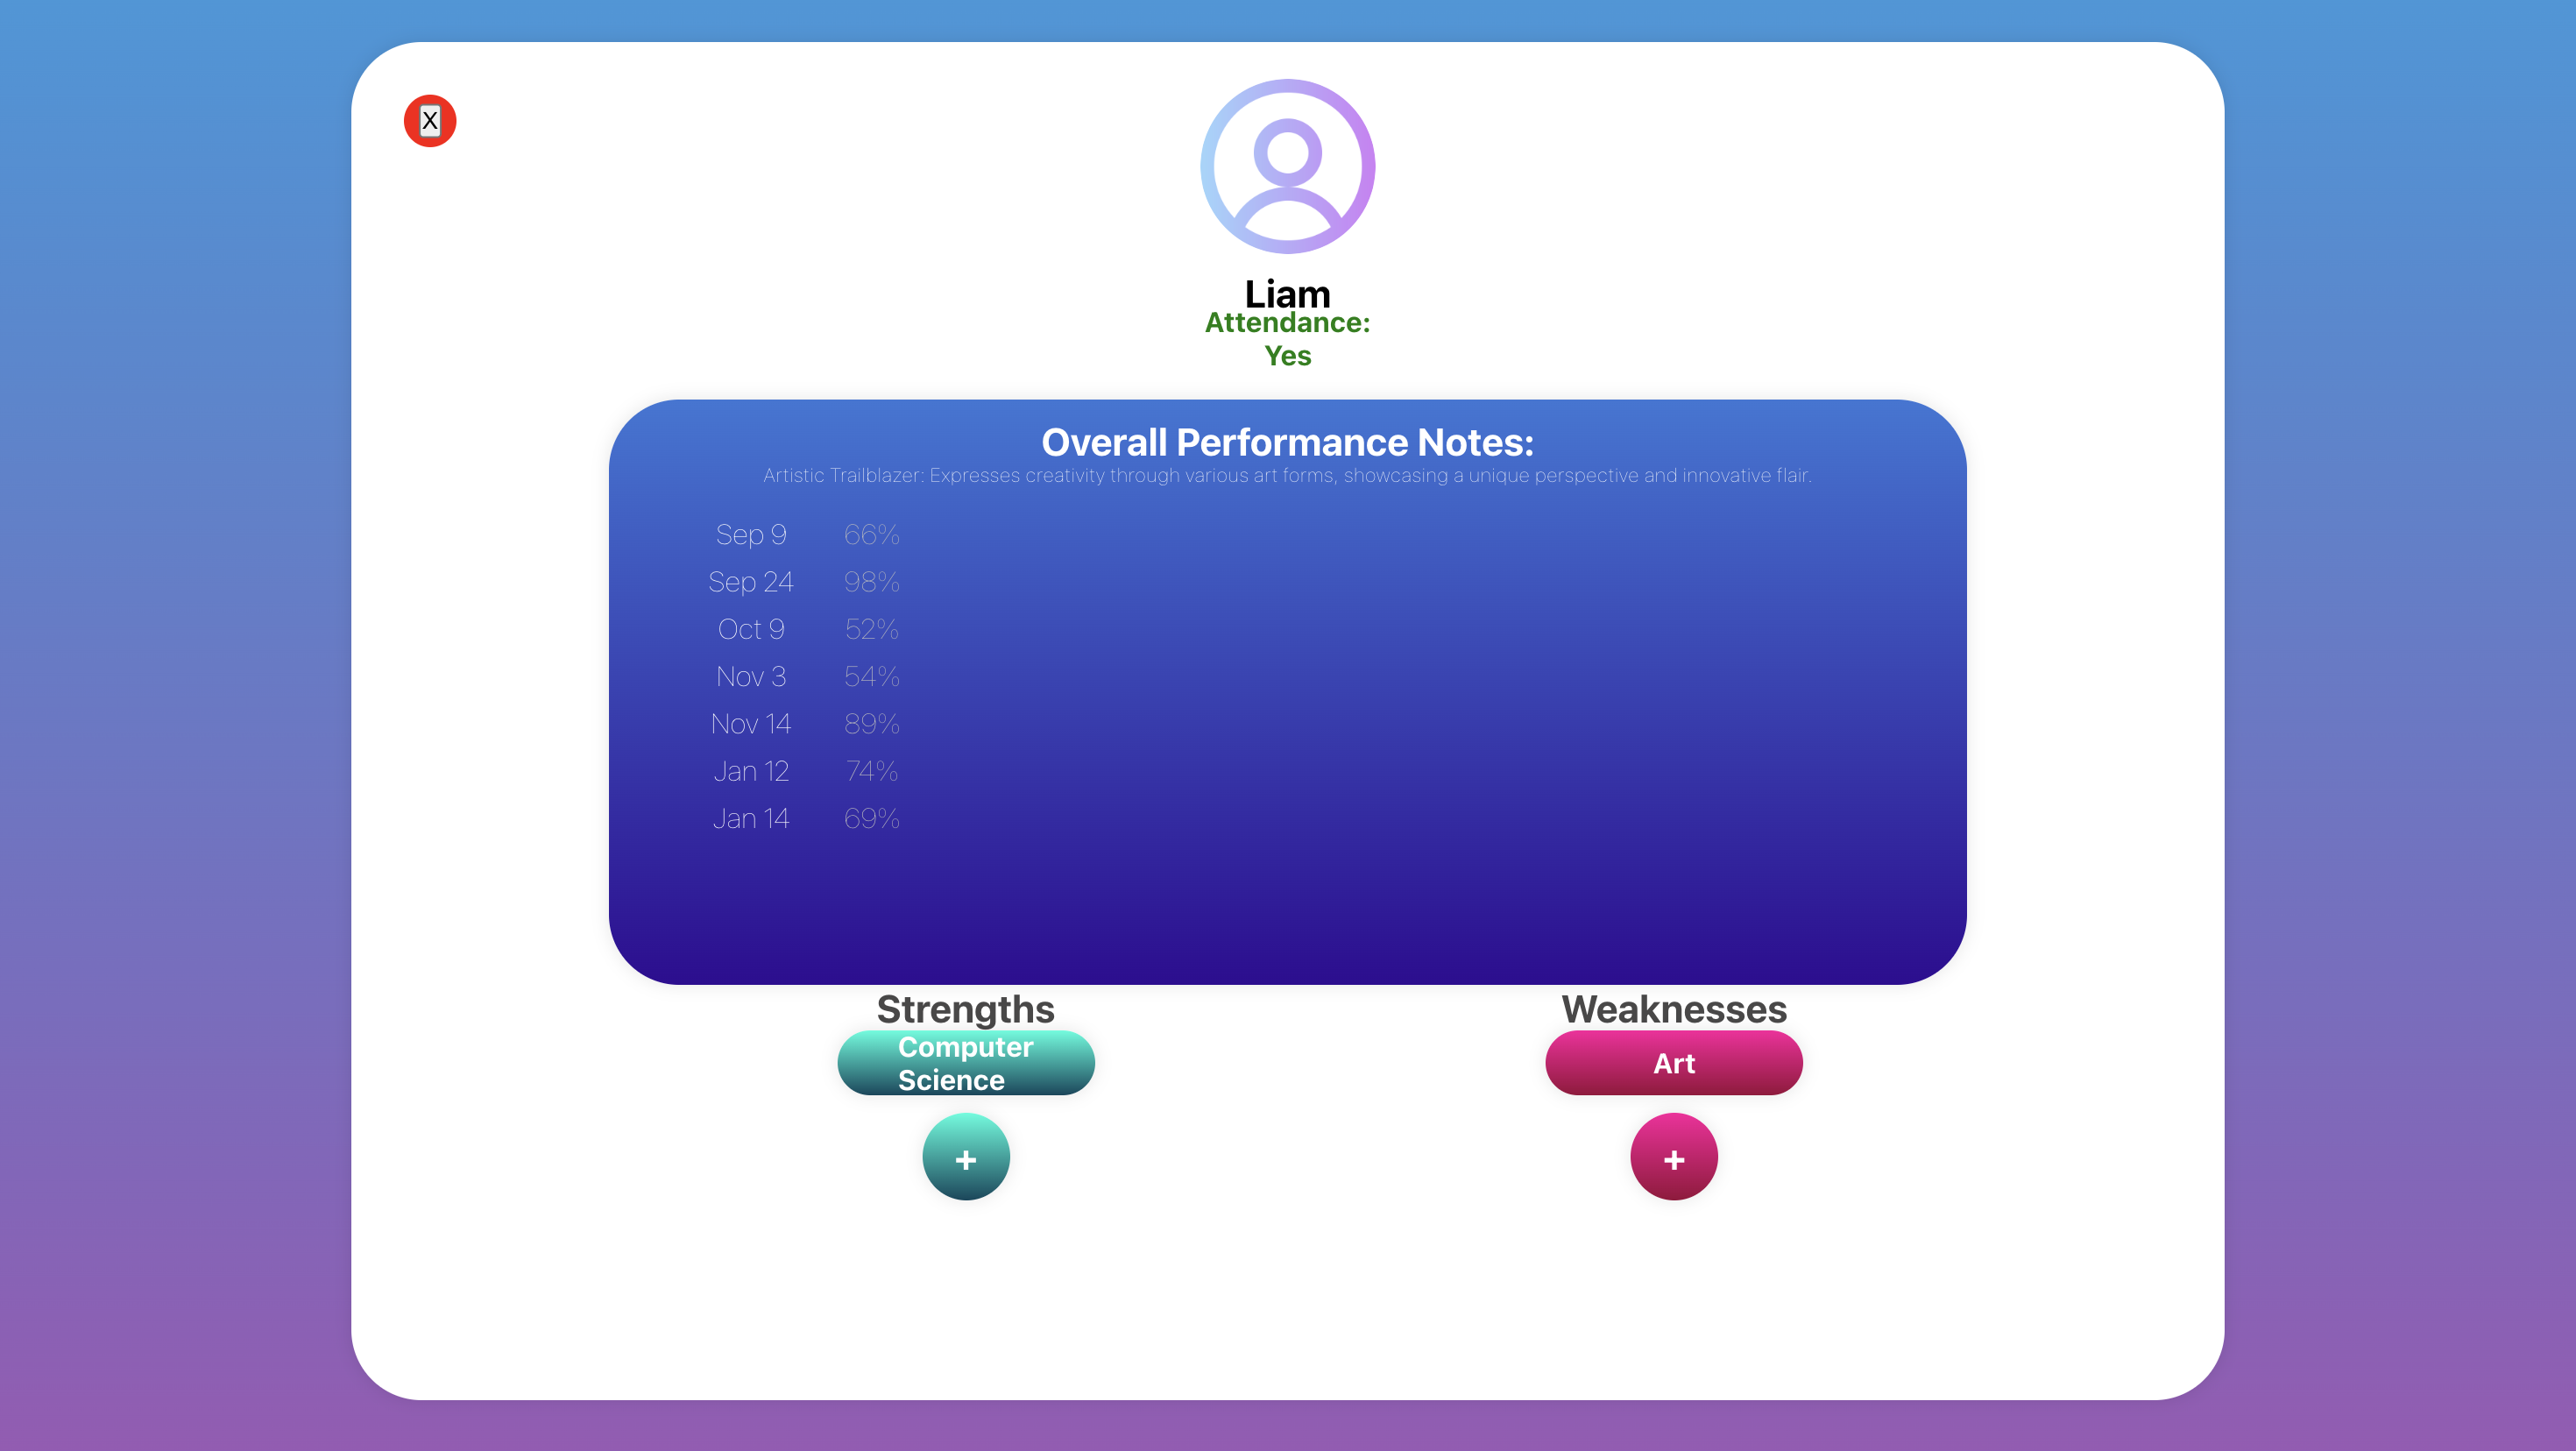 X
Liam
Attendance:
Yes
Overall Performance Notes:
Artistic Trailblazer: Expresses creativity through various art forms, showcasing a unique perspective and innovative flair.
Sep 9 66%
Sep 24 98%
Oct 9 52%
Nov 3 54%
Nov 14 89%
Jan 12 74%
Jan 14 69%
Strengths Weaknesses
Computer
Science
Art
+ +